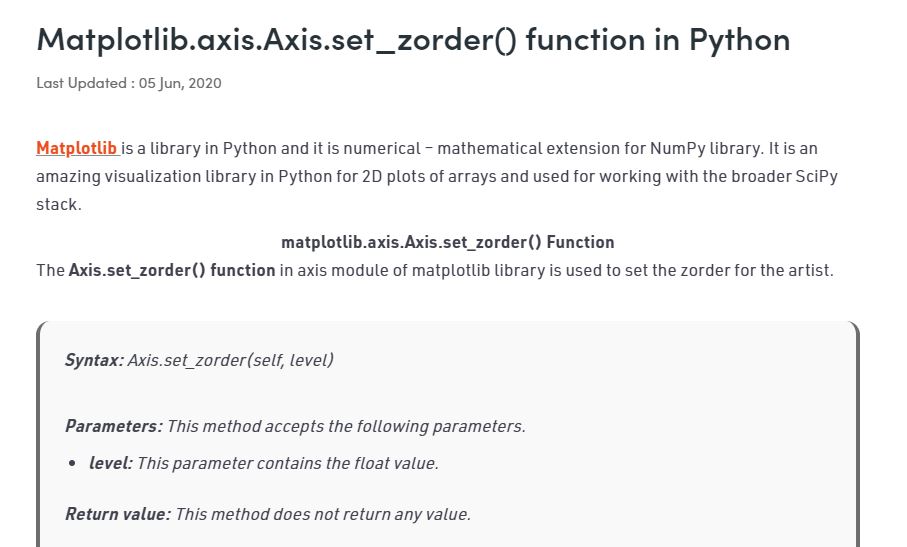 Matplotlib.axis.Axis.set_zorder() function in Python
Last Updated : 05 Jun, 2020
Matplotlib is a library in Python and it is numerical – mathematical extension for NumPy library. It is an
amazing visualization library in Python for 2D plots of arrays and used for working with the broader SciPy
stack.
matplotlib.axis.Axis.set_zorder() Function
The Axis.set_zorder() function in axis module of matplotlib library is used to set the zorder for the artist.
Syntax: Axis.set_zorder(self, level)
Parameters: This method accepts the following parameters.
• level: This parameter contains the float value.
Return value: This method does not return any value.